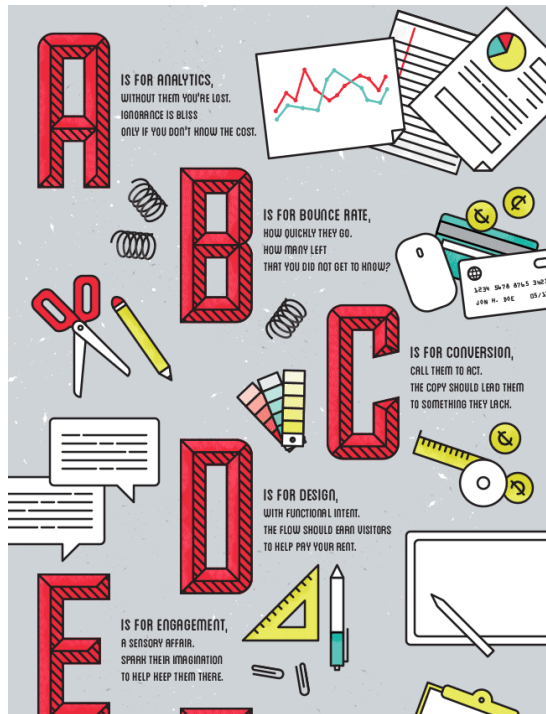 A
IS FOR ANALYTICS,
WITHOUT THEM YOU'RE LOST.
IGNORANCE IS BLISS
ONLY IF YOU DON'T KNOW THE COST.
B
IS FOR BOUNCE RATE,
HOW QUICKLY THEY GO.
HOW MANY LEFT
THAT YOU DID NOT GET TO KNOW?
1234 5678 8765
JON H. DOE
C
IS FOR CONVERSION,
CALL THEM TO ACT.
THE COPY SHOULD LEAD THEM
TO SOMETHING THEY LACK.
D
IS FOR DESIGN,
WITH FUNCTIONAL INTENT.
THE FLOW SHOULD EARN VISITORS
TO HELP PAY YOUR RENT.
E
IS FOR ENGAGEMENT,
A SENSORY AFFAIR.
SPARK THEIR IMAGINATION
TO HELP KEEP THEM THERE.